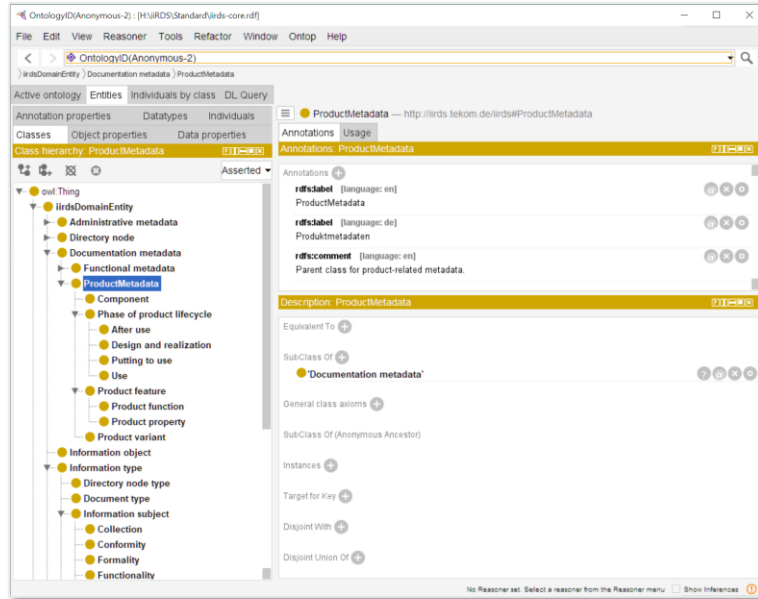 OntologyID(Anonymous-2) : [H:\iiRDS\Standard\iirds-core.rdf]
File Edit View Reasoner Tools Refactor Window Ontop Help
OntologyID(Anonymous-2)
iirdsDomainEntity Documentation metadata ProductMetadata
Active ontology Entities Individuals by class DL Query
Annotation properties Datatypes Individuals
Classes Object properties Data properties
Class hierarchy: ProductMetadata
Asserted
owl:Thing
iirdsDomainEntity
Administrative metadata
Directory node
Documentation metadata
Functional metadata
ProductMetadata
Component
Phase of product lifecycle
After use
Design and realization
Putting to use
Use
Product feature
Product function
Product property
Product variant
Information object
Information type
Directory node type
Document type
Information subject
Collection
Conformity
Formality
Functionality
ProductMetadata — http://iirds.tekom.de/iirds#ProductMetadata
Annotations Usage
Annotations: ProductMetadata
Annotations
rdfs:label [language: en]
ProductMetadata
rdfs:label [language: de]
Produktmetadaten
rdfs:comment [language: en]
Parent class for product-related metadata.
Description: ProductMetadata
Equivalent To
SubClass Of
'Documentation metadata'
General class axioms
SubClass Of (Anonymous Ancestor)
Instances
Target for Key
Disjoint With
Disjoint Union Of
No Reasoner set. Select a reasoner from the Reasoner menu Show Inferences